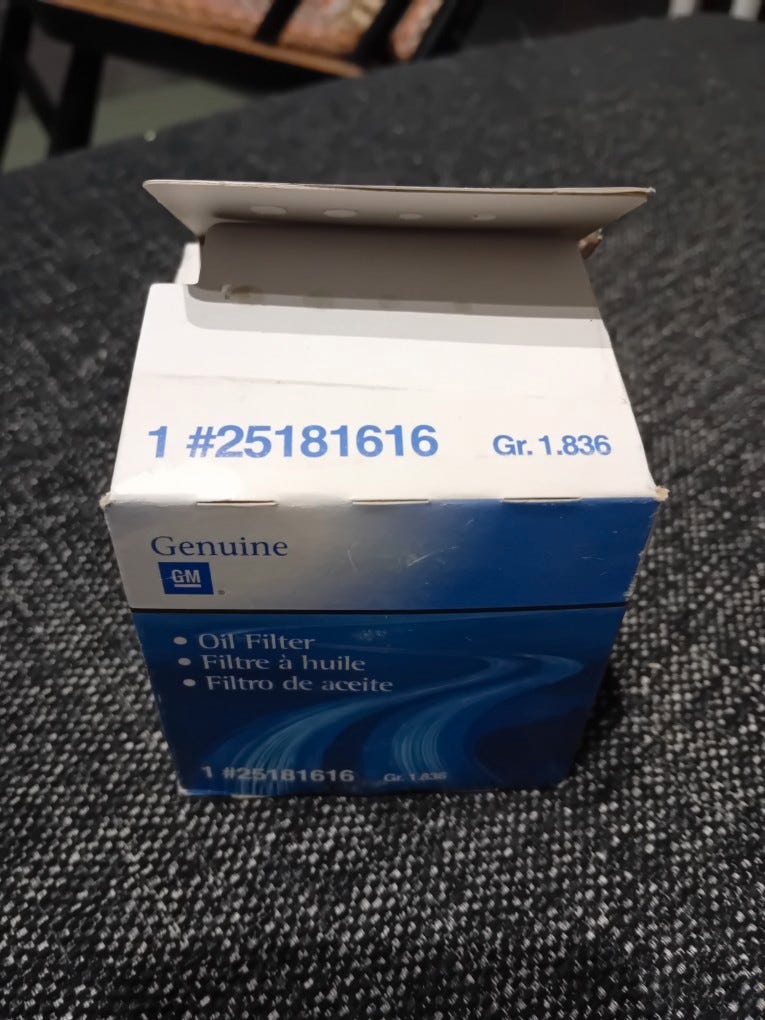 1 #25181616 Gr. 1.836
Genuine
GM
• Oil Filter
• Filtre à huile
• Filtro de aceite
1 #25181616 Gr. 1.836